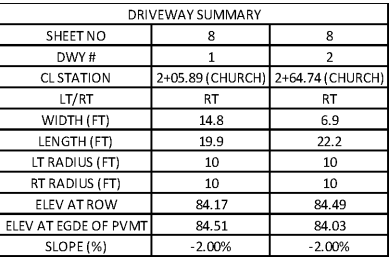 DRIVEWAY SUMMARY
SHEET NO 8 8
DWY # 1 2
CL STATION 2+05.89 (CHURCH) 2+64.74 (CHURCH)
LT/RT RT RT
WIDTH (FT) 14.8 6.9
LENGTH (FT) 19.9 22.2
LT RADIUS (FT) 10 10
RT RADIUS (FT) 10 10
ELEV AT ROW 84.17 84.49
ELEV AT EGDE OF PVMT 84.51 84.03
SLOPE (%) -2.00% -2.00%